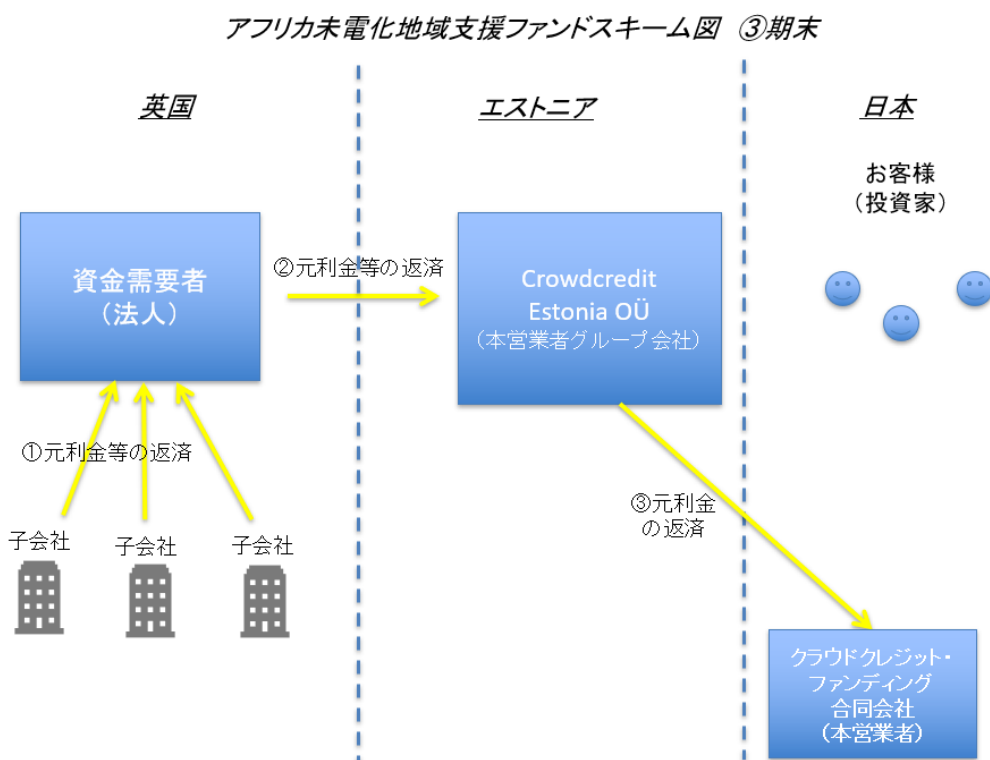 アフリカ未電化地域支援ファンドスキーム図 ③期末
英国
エストニア
日本
お客様
（投資家）
資金需要者
（法人）
②元利金等の返済
Crowdcredit
Estonia OÜ
（本営業者グループ会社）
①元利金等の返済
③元利金
の返済
子会社
子会社
子会社
クラウドクレジット・
ファンディング
合同会社
（本営業者）